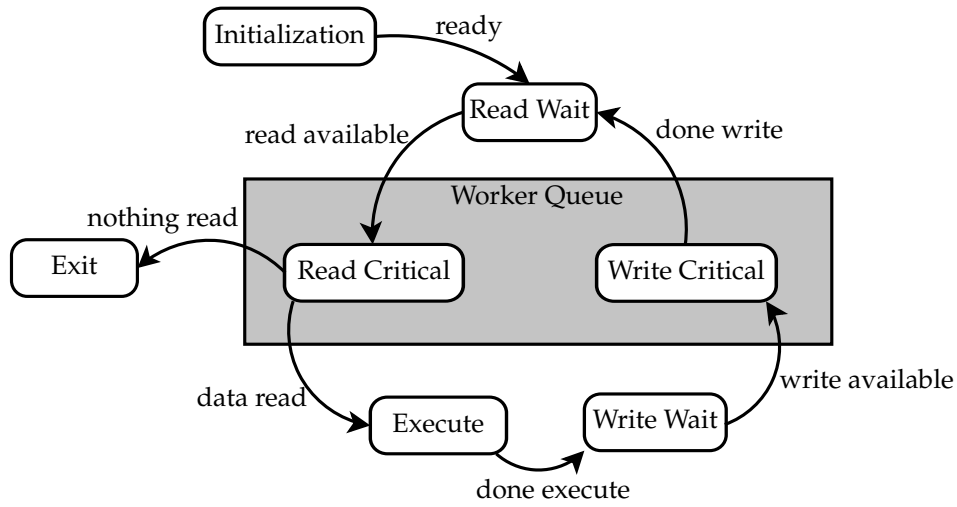 Initialization
ready
Read Wait
read available
done write
Worker Queue
nothing read
Exit
Read Critical
Write Critical
data read
write available
Execute
Write Wait
done execute